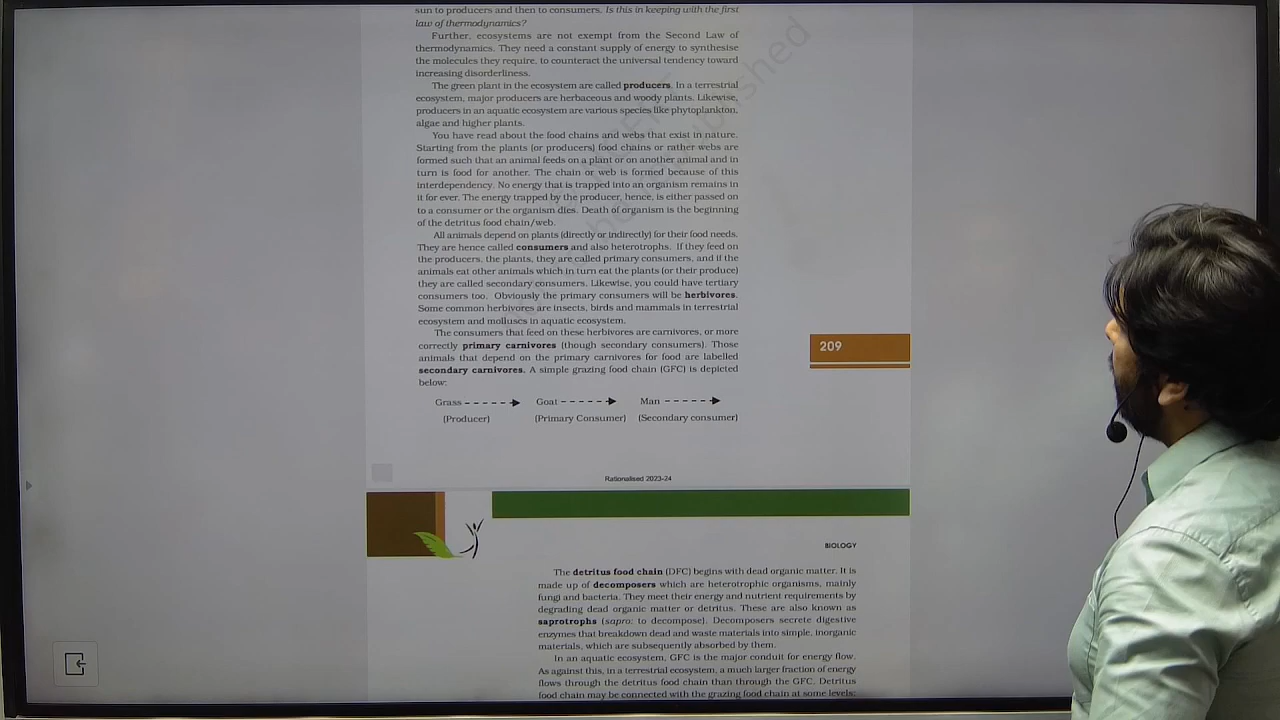 sun to producers and then to consumers. Is this in keeping with the first
law of thermodynamics?
Further, ecosystems are not exempt from the Second Law of
thermodynamics. They need a constant supply of energy to synthesise
the molecules they require, to counteract the universal tendency toward
increasing disorderliness.
The green plant in the ecosystem are called producers. In a terrestrial
ecosystem, major producers are herbaceous and woody plants. Likewise,
producers in an aquatic ecosystem are various species like phytoplankton,
algae and higher plants.
You have read about the food chains and webs that exist in nature.
Starting from the plants (or producers) food chains or rather webs are
formed such that an animal feeds on a plant or on another animal and in
turn is food for another. The chain or web is formed because of this
interdependency. No energy that is trapped into an organism remains in
it for ever. The energy trapped by the producer, hence, is either passed on
to a consumer or the organism dies. Death of organism is the beginning
of the detritus food chain/web.
All animals depend on plants (directly or indirectly) for their food needs.
They are hence called consumers and also heterotrophs. If they feed on
the producers, the plants, they are called primary consumers, and if the
animals eat other animals which in turn eat the plants (or their produce)
they are called secondary consumers. Likewise, you could have tertiary
consumers too. Obviously the primary consumers will be herbivores.
Some common herbivores are insects, birds and mammals in terrestrial
ecosystem and molluscs in aquatic ecosystem.
The consumers that feed on these herbivores are carnivores, or more
correctly primary carnivores (though secondary consumers). Those
animals that depend on the primary carnivores for food are labelled
secondary carnivores. A simple grazing food chain (GFC) is depicted
below:
209
Grass Goat Man
(Producer) (Primary Consumer) (Secondary consumer)
Rationalised 2023-24
BIOLOGY
The detritus food chain (DFC) begins with dead organic matter. It is
made up of decomposers which are heterotrophic organisms, mainly
fungi and bacteria. They meet their energy and nutrient requirements by
degrading dead organic matter or detritus. These are also known as
saprotrophs (sapro: to decompose). Decomposers secrete digestive
enzymes that breakdown dead and waste materials into simple, inorganic
materials, which are subsequently absorbed by them.
In an aquatic ecosystem, GFC is the major conduit for energy flow.
As against this, in a terrestrial ecosystem, a much larger fraction of energy
flows through the detritus food chain than through the GFC. Detritus
food chain may be connected with the grazing food chain at some levels: